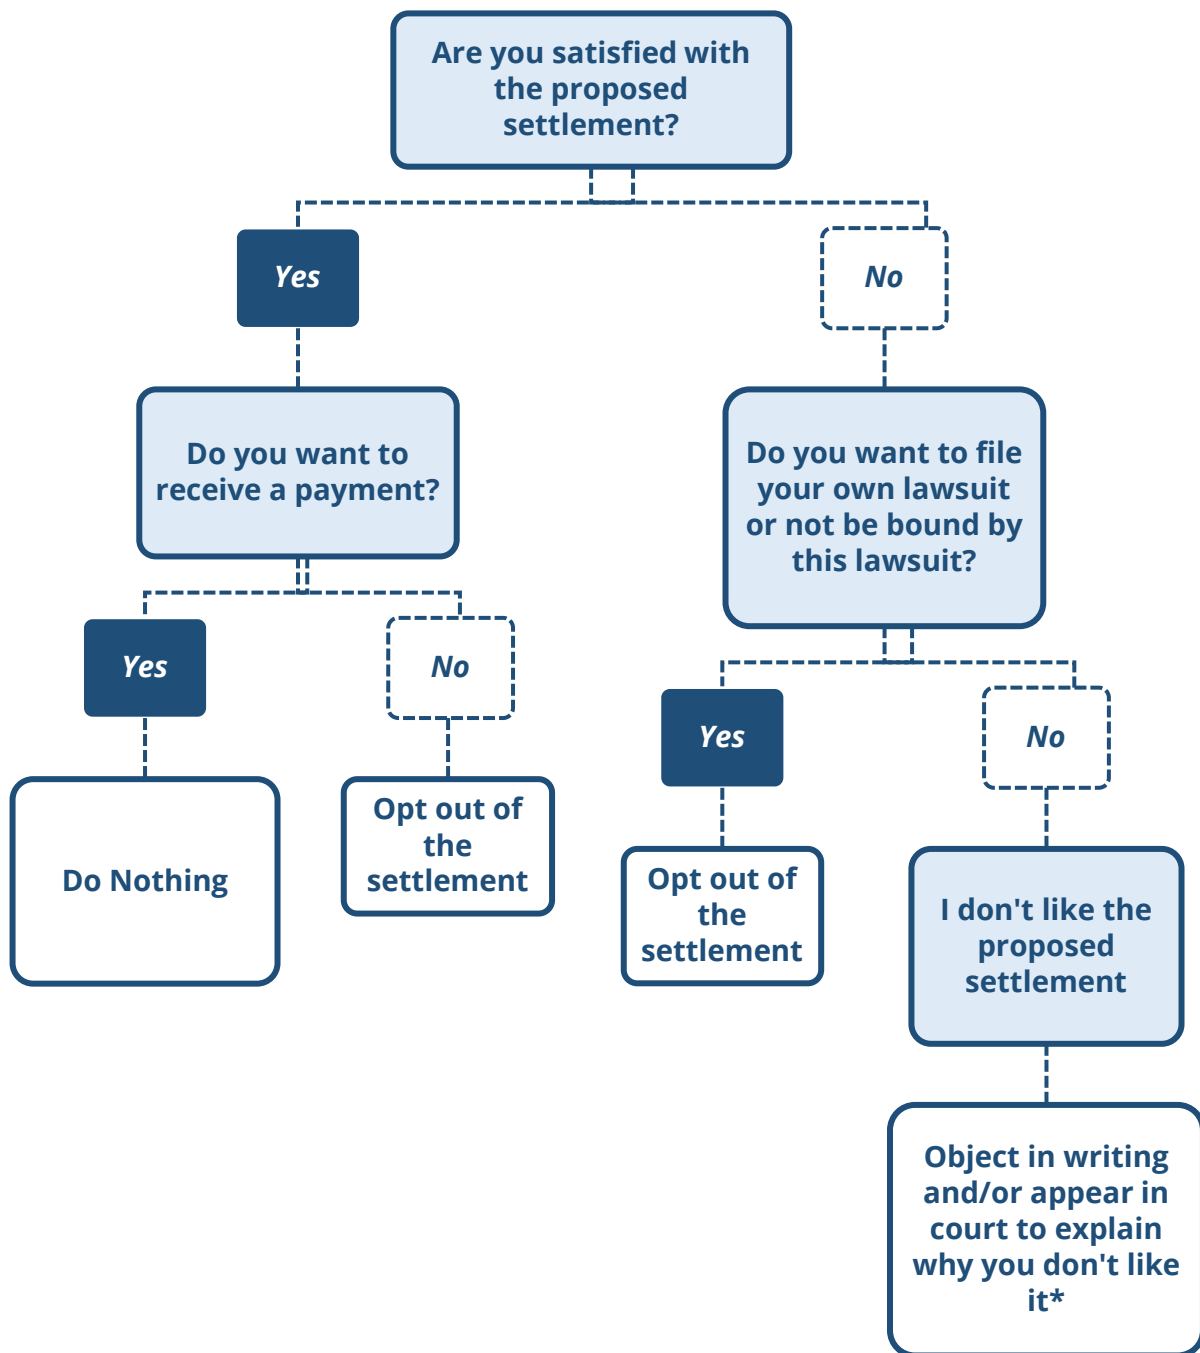 Are you satisfied with
the proposed
settlement?
Yes
No
Do you want to
receive a payment?
Do you want to file
your own lawsuit
or not be bound by
this lawsuit?
Yes
No
Yes
No
Do Nothing
Opt out of
the
settlement
Opt out of
the
settlement
I don't like the
proposed
settlement
Object in writing
and/or appear in
court to explain
why you don't like
it*